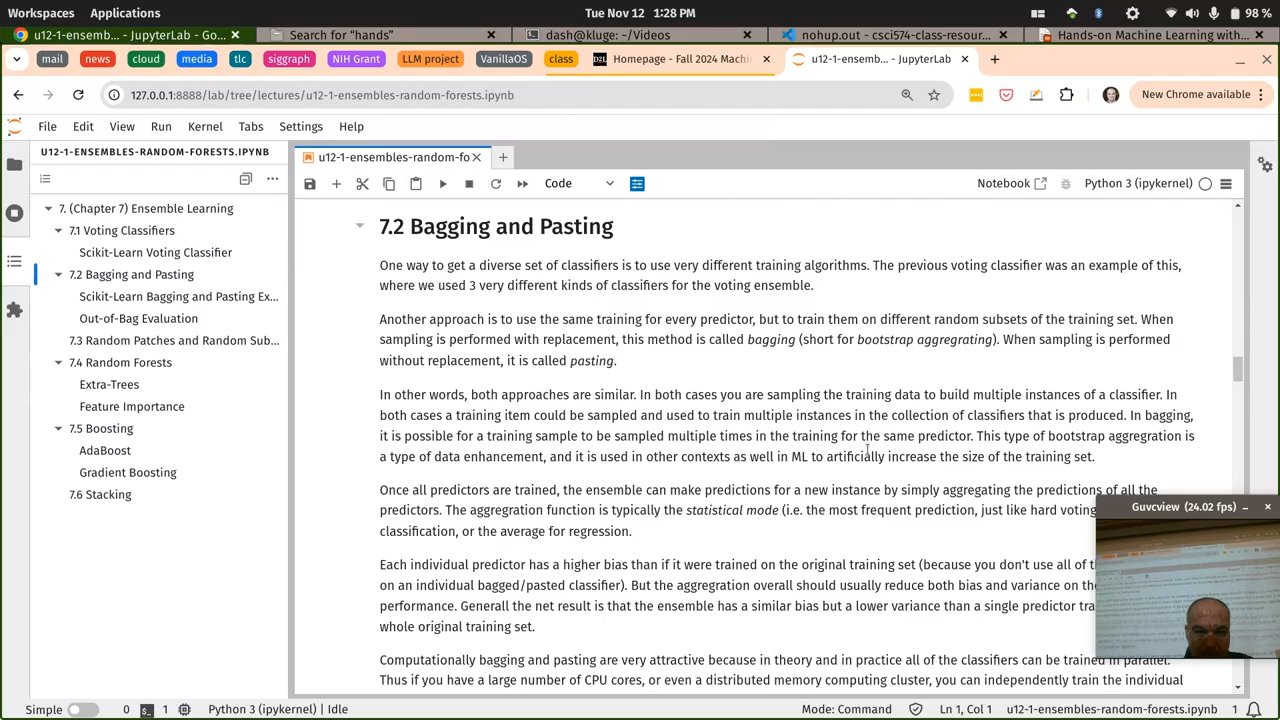 Workspaces Applications Tue Nov 12 1:28 PM 98 %
u12-1-ensemb... - JupyterLab - Go... Search for “hands” dash@kluge: ~/Videos nohup.out - csci574-class-resour... Hands-on Machine Learning with...
mail news cloud media tlc siggraph NIH Grant LLM project VanillaOS class D2L Homepage - Fall 2024 Machi u12-1-ensemb... - JupyterLab
127.0.0.1:8888/lab/tree/lectures/u12-1-ensembles-random-forests.ipynb New Chrome available
File Edit View Run Kernel Tabs Settings Help
U12-1-ENSEMBLES-RANDOM-FORESTS.IPYNB
7. (Chapter 7) Ensemble Learning
7.1 Voting Classifiers
Scikit-Learn Voting Classifier
7.2 Bagging and Pasting
Scikit-Learn Bagging and Pasting Ex...
Out-of-Bag Evaluation
7.3 Random Patches and Random Sub...
7.4 Random Forests
Extra-Trees
Feature Importance
7.5 Boosting
AdaBoost
Gradient Boosting
7.6 Stacking
u12-1-ensembles-random-fo
Code Notebook Python 3 (ipykernel)
7.2 Bagging and Pasting
One way to get a diverse set of classifiers is to use very different training algorithms. The previous voting classifier was an example of this,
where we used 3 very different kinds of classifiers for the voting ensemble.
Another approach is to use the same training for every predictor, but to train them on different random subsets of the training set. When
sampling is performed with replacement, this method is called bagging (short for bootstrap aggregrating). When sampling is performed
without replacement, it is called pasting.
In other words, both approaches are similar. In both cases you are sampling the training data to build multiple instances of a classifier. In
both cases a training item could be sampled and used to train multiple instances in the collection of classifiers that is produced. In bagging,
it is possible for a training sample to be sampled multiple times in the training for the same predictor. This type of bootstrap aggregration is
a type of data enhancement, and it is used in other contexts as well in ML to artificially increase the size of the training set.
Once all predictors are trained, the ensemble can make predictions for a new instance by simply aggregating the predictions of all the
predictors. The aggregration function is typically the statistical mode (i.e. the most frequent prediction, just like hard voting
classification, or the average for regression.
Each individual predictor has a higher bias than if it were trained on the original training set (because you don't use all of
on an individual bagged/pasted classifier). But the aggregration overall should usually reduce both bias and variance on the
performance. Generall the net result is that the ensemble has a similar bias but a lower variance than a single predictor
whole original training set.
Computationally bagging and pasting are very attractive because in theory and in practice all of the classifiers can be trained in parallel.
Thus if you have a large number of CPU cores, or even a distributed memory computing cluster, you can independently train the individual
Guvcview (24.02 fps)
Simple 0 1 Python 3 (ipykernel) | Idle Mode: Command Ln 1, Col 1 u12-1-ensembles-random-forests.ipynb 1